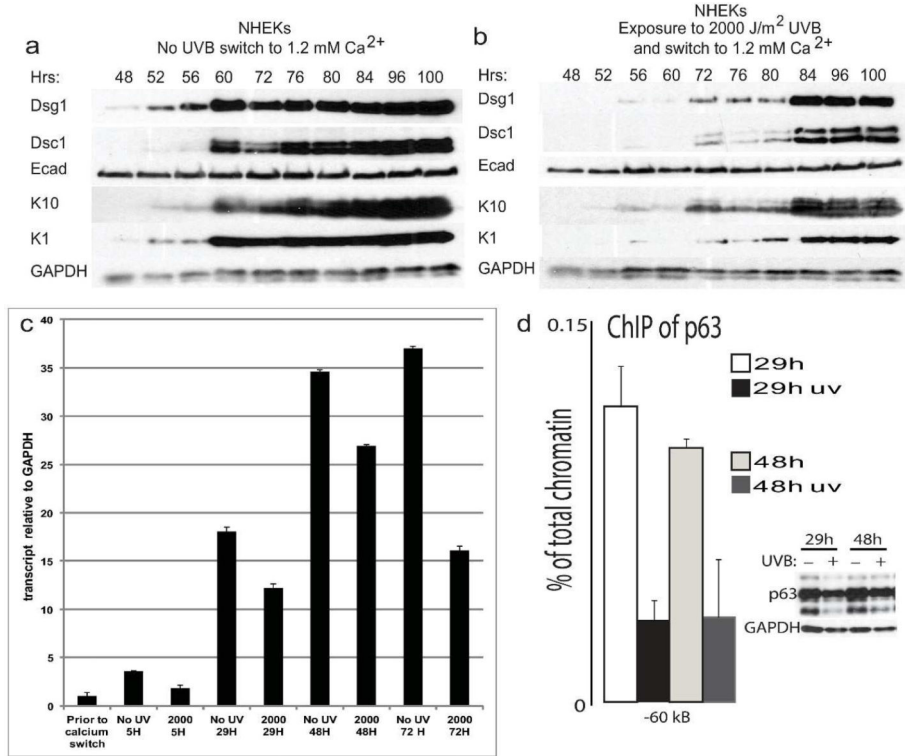 a
NHEKs
No UVB switch to 1.2 mM Ca2+
Hrs: 48 52 56 60 72 76 80 84 96 100
Dsg1
Dsc1
Ecad
K10
K1
GAPDH
b
NHEKs
Exposure to 2000 J/m2 UVB
and switch to 1.2 mM Ca2+
Hrs: 48 52 56 60 72 76 80 84 96 100
Dsg1
Dsc1
Ecad
K10
K1
GAPDH
c
transcript relative to GAPDH
40
35
30
25
20
15
10
5
0
Prior to calcium switch
No UV 5H
2000 5H
No UV 29H
2000 29H
No UV 48H
2000 48H
No UV 72 H
2000 72H
d
ChIP of p63
0.15
% of total chromatin
0
-60 kB
29h
29h uv
48h
48h uv
29h 48h
UVB: – + – +
p63
GAPDH